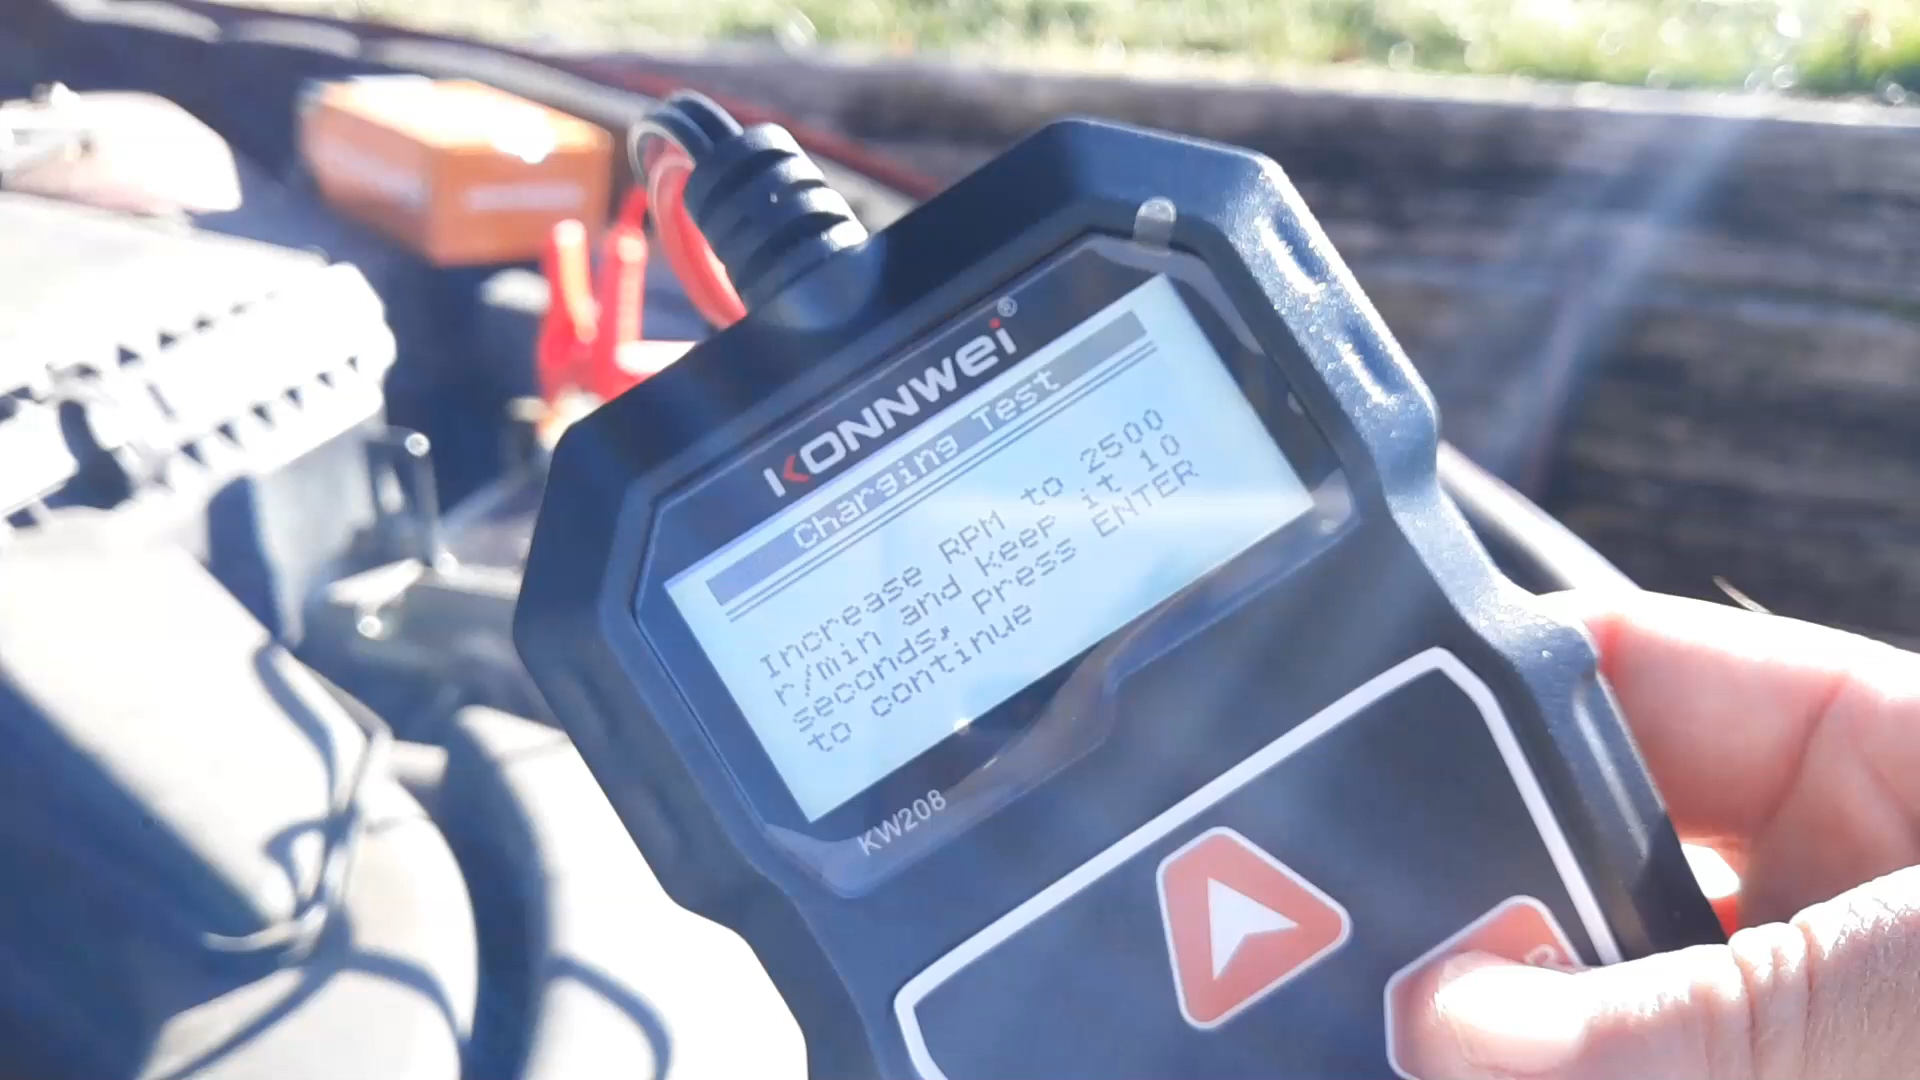 KONNWEI®
Charging Test
Increase RPM to 2500
r/min and keep it 10
seconds, press ENTER
to continue
KW208